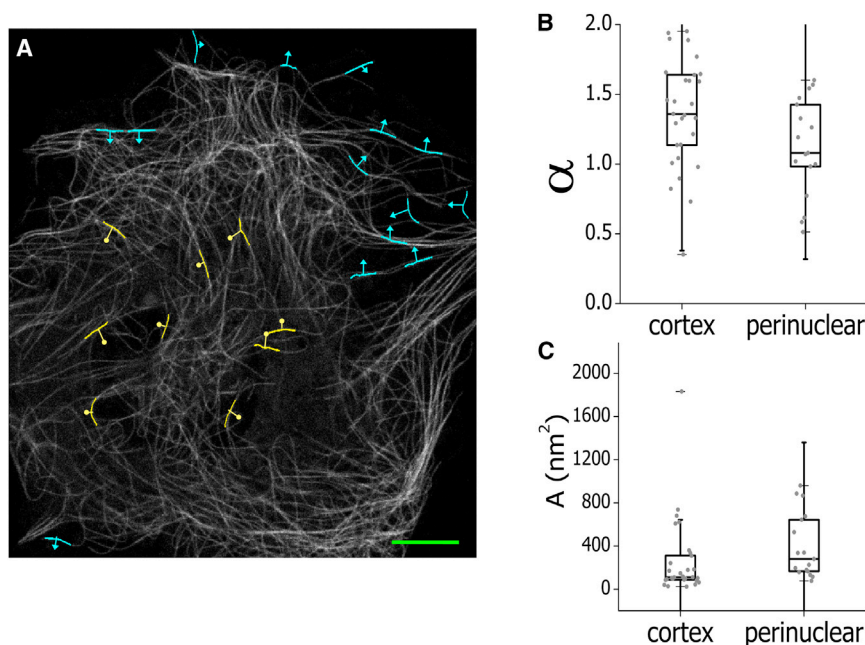 A
B
2.0
1.5
1.0
0.5
0.0
α
cortex perinuclear
C
2000
1600
1200
800
400
0
A (nm²)
cortex perinuclear